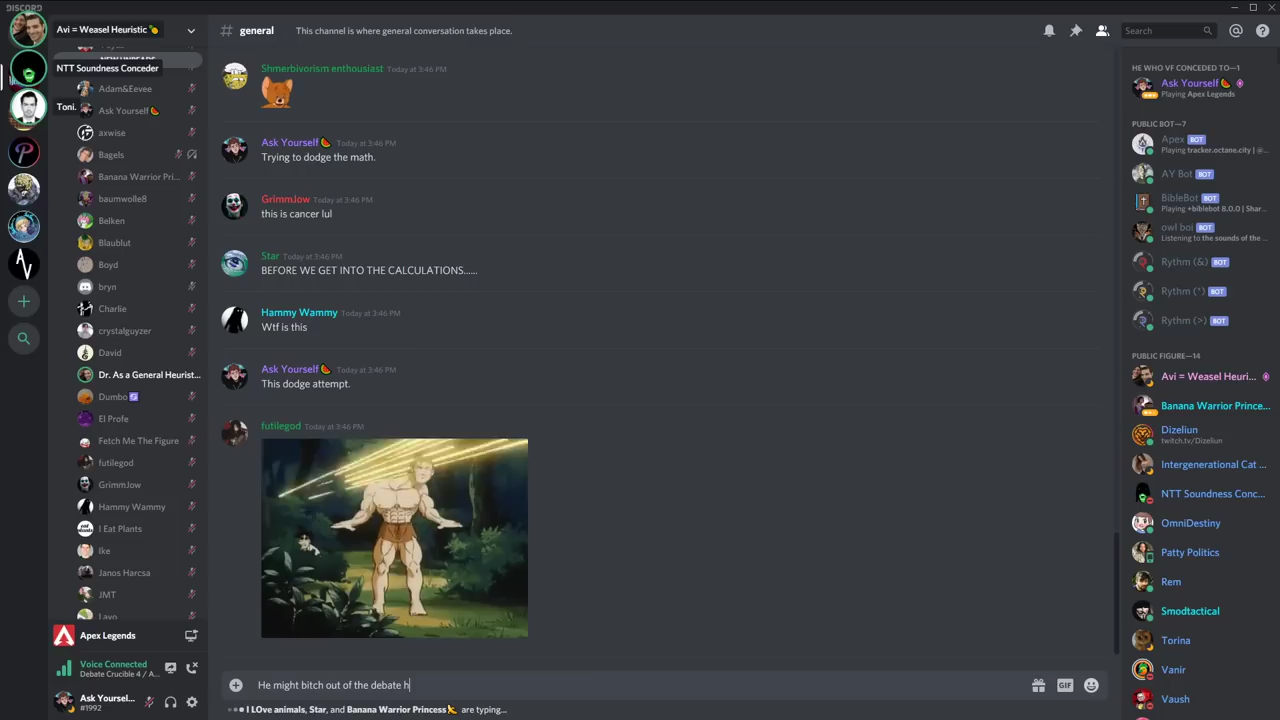 DISCORD
Avi = Weasel Heuristic
NTT Soundness Conceder
Toni.
Adam&Eevee
Ask Yourself
axwise
Bagels
Banana Warrior Pri...
baumwolle8
Belken
Blaublut
Boyd
bryn
Charlie
crystalguyzer
David
Dr. As a General Heurist...
Dumbo
El Profe
Fetch Me The Figure
futilegod
GrimmJow
Hammy Wammy
I Eat Plants
Ike
Janos Harcsa
JMT
Layo
Apex Legends
Voice Connected
Debate Crucible 4 / A...
Ask Yoursel...
#1992
# general
This channel is where general conversation takes place.
Search
Shmerbivorism enthusiast Today at 3:46 PM
Ask Yourself Today at 3:46 PM
Trying to dodge the math.
GrimmJow Today at 3:46 PM
this is cancer lul
Star Today at 3:46 PM
BEFORE WE GET INTO THE CALCULATIONS......
Hammy Wammy Today at 3:46 PM
Wtf is this
Ask Yourself Today at 3:46 PM
This dodge attempt.
futilegod Today at 3:46 PM
He might bitch out of the debate h
GIF
I LOve animals, Star, and Banana Warrior Princess are typing...
HE WHO VF CONCEDED TO—1
Ask Yourself
Playing Apex Legends
PUBLIC BOT—7
Apex BOT
Playing tracker.octane.city | @...
AY Bot BOT
BibleBot BOT
Playing +biblebot 8.0.0 | Shar...
owl boi BOT
Listening to the sounds of the ...
Rythm (&) BOT
Rythm (*) BOT
Rythm (>) BOT
PUBLIC FIGURE—14
Avi = Weasel Heuri...
Banana Warrior Prince...
Dizeliun
twitch.tv/Dizeliun
Intergenerational Cat ...
NTT Soundness Conc...
OmniDestiny
Patty Politics
Rem
Smodtactical
Torina
Vanir
Vaush